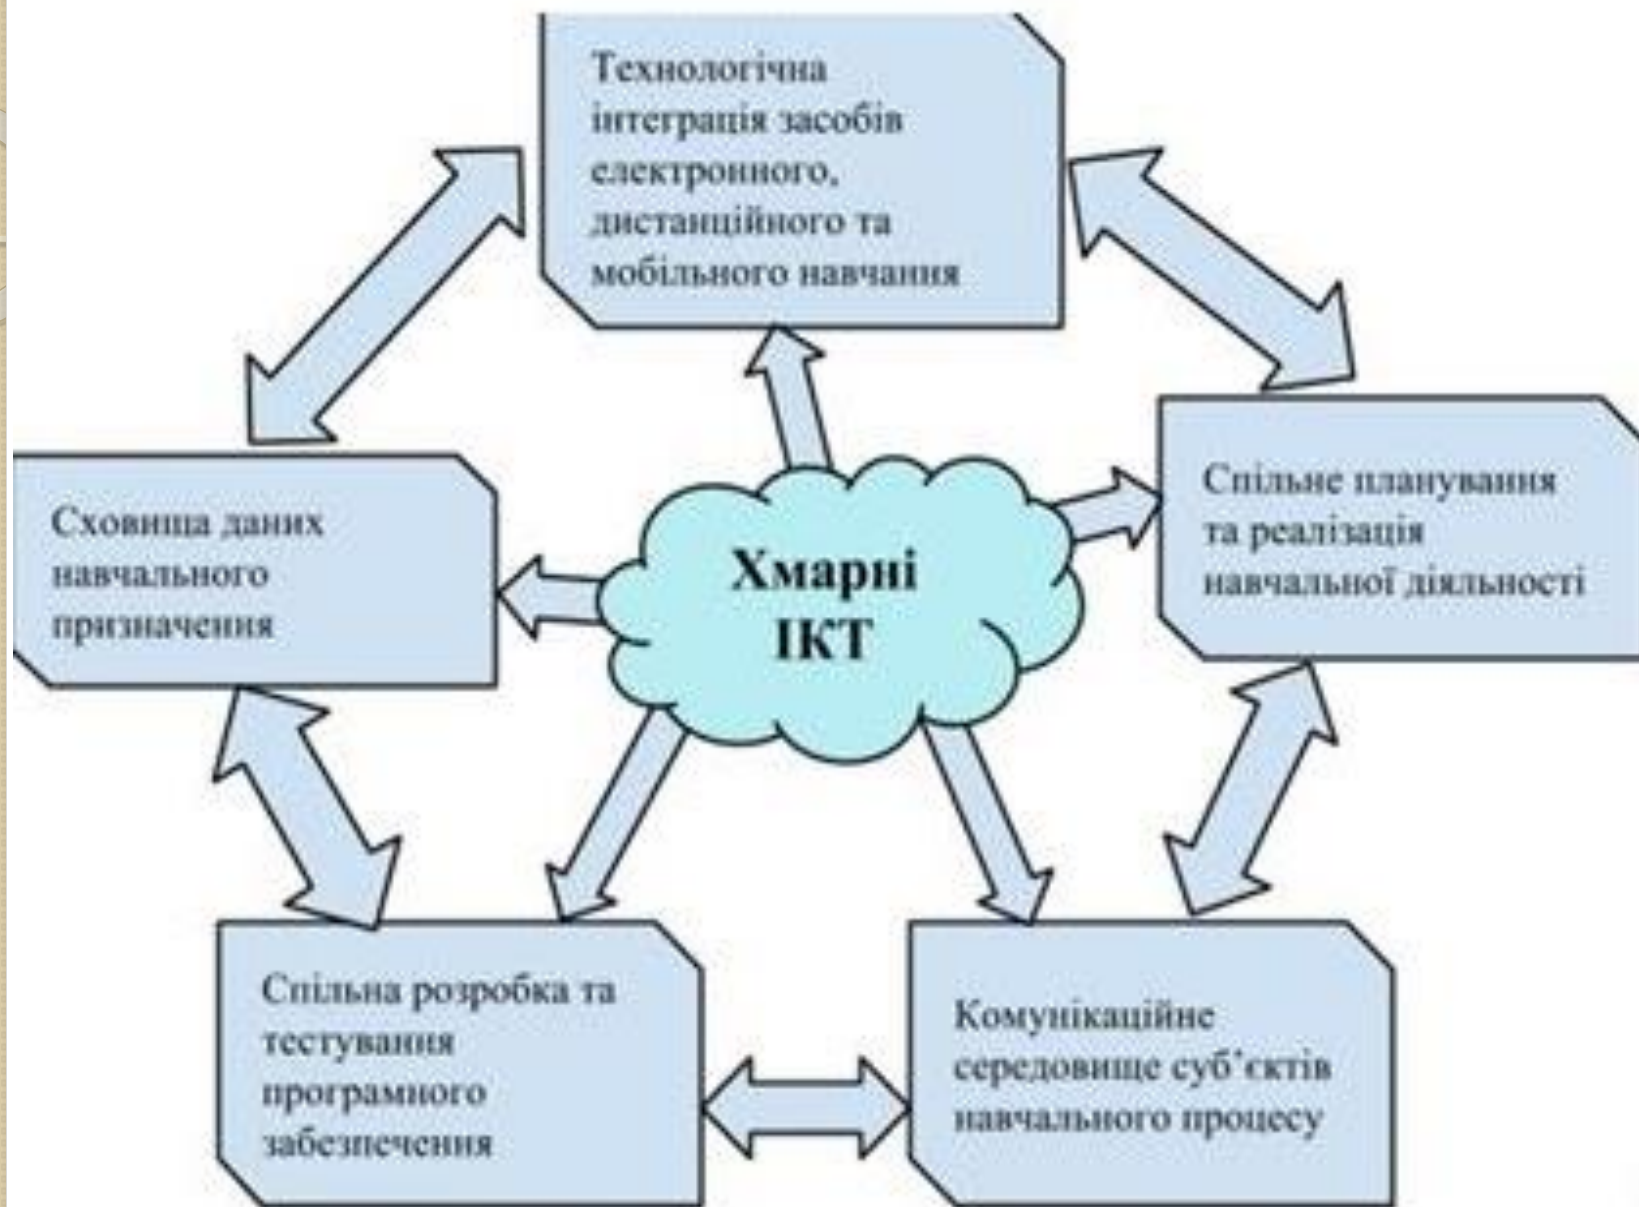 Технологічна
інтеграція засобів
електронного,
дистанційного та
мобільного навчання
Сховища даних
навчального
призначення
Хмарні
ІКТ
Спільне планування
та реалізація
навчальної діяльності
Спільна розробка та
тестування
програмного
забезпечення
Комунікаційне
середовище суб’єктів
навчального процесу